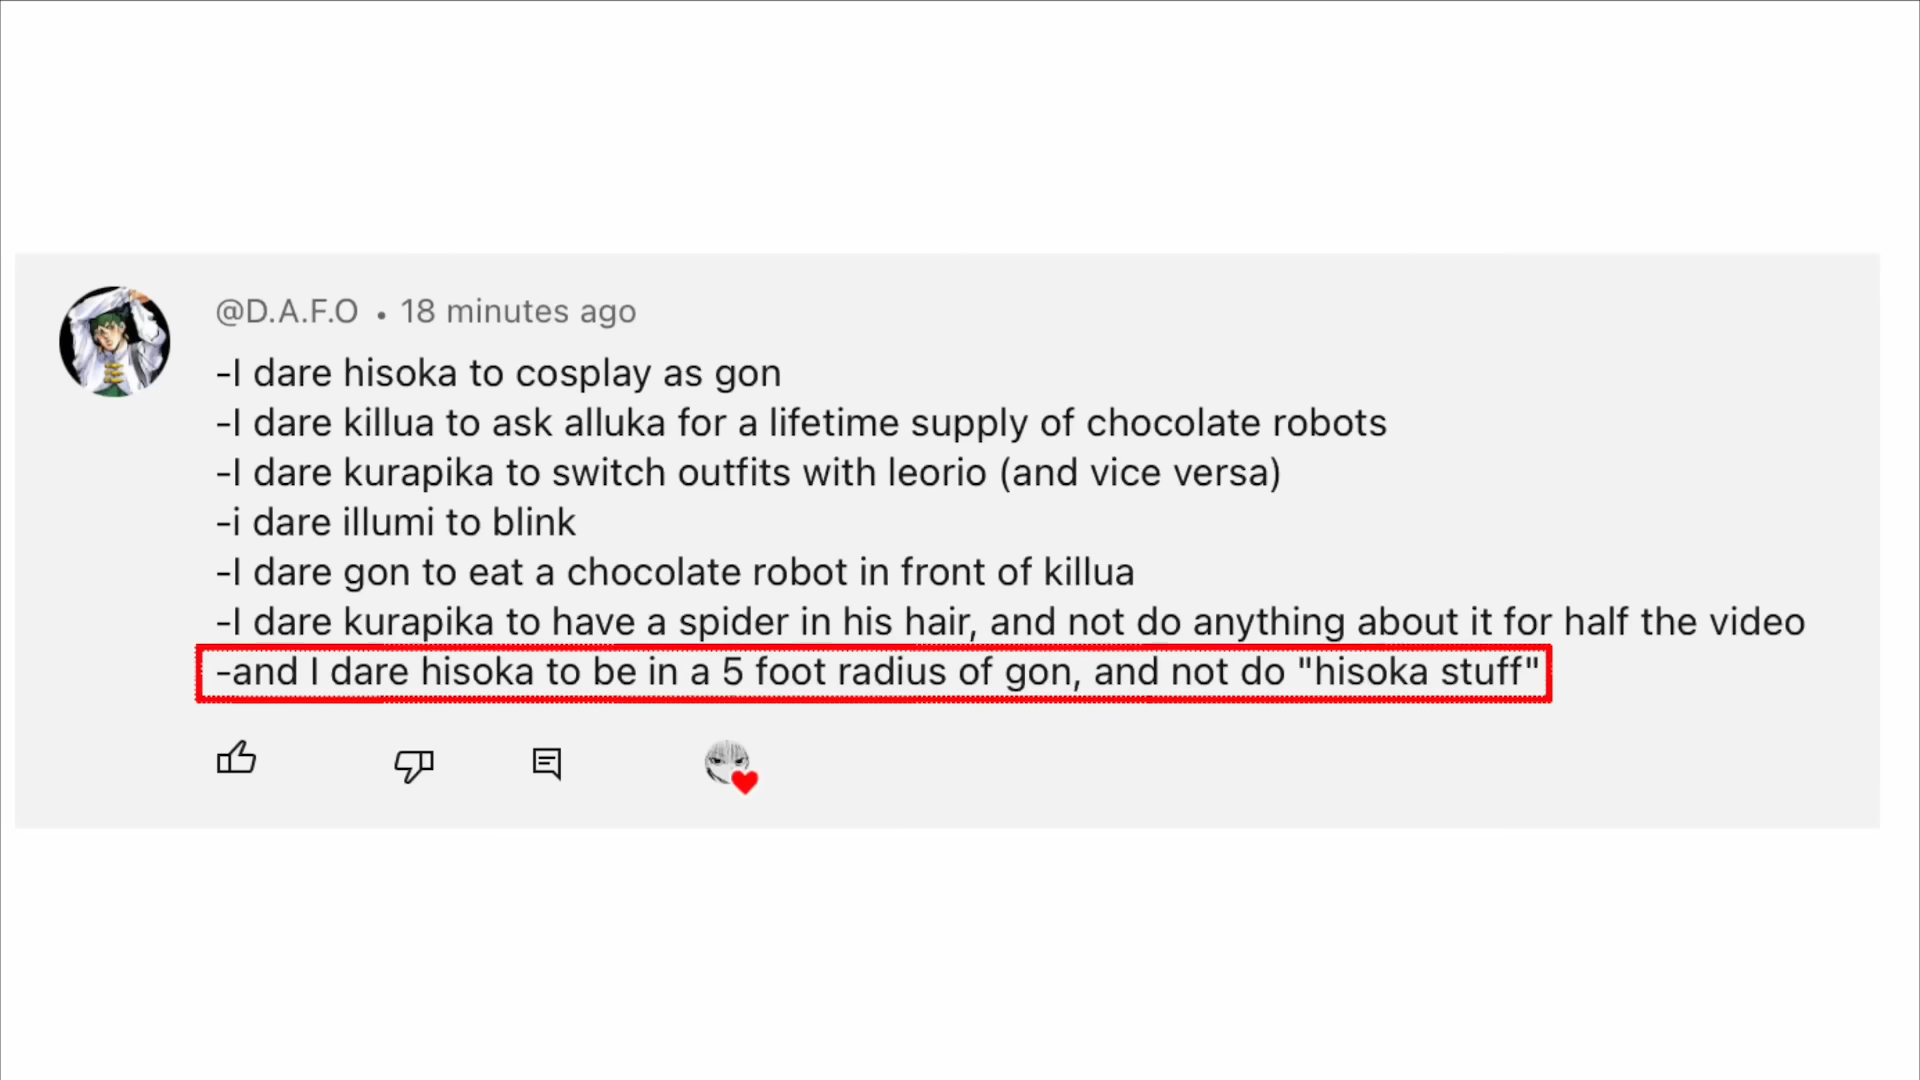 @D.A.F.O • 18 minutes ago
-I dare hisoka to cosplay as gon
-I dare killua to ask alluka for a lifetime supply of chocolate robots
-I dare kurapika to switch outfits with leorio (and vice versa)
-i dare illumi to blink
-I dare gon to eat a chocolate robot in front of killua
-I dare kurapika to have a spider in his hair, and not do anything about it for half the video
-and I dare hisoka to be in a 5 foot radius of gon, and not do "hisoka stuff"